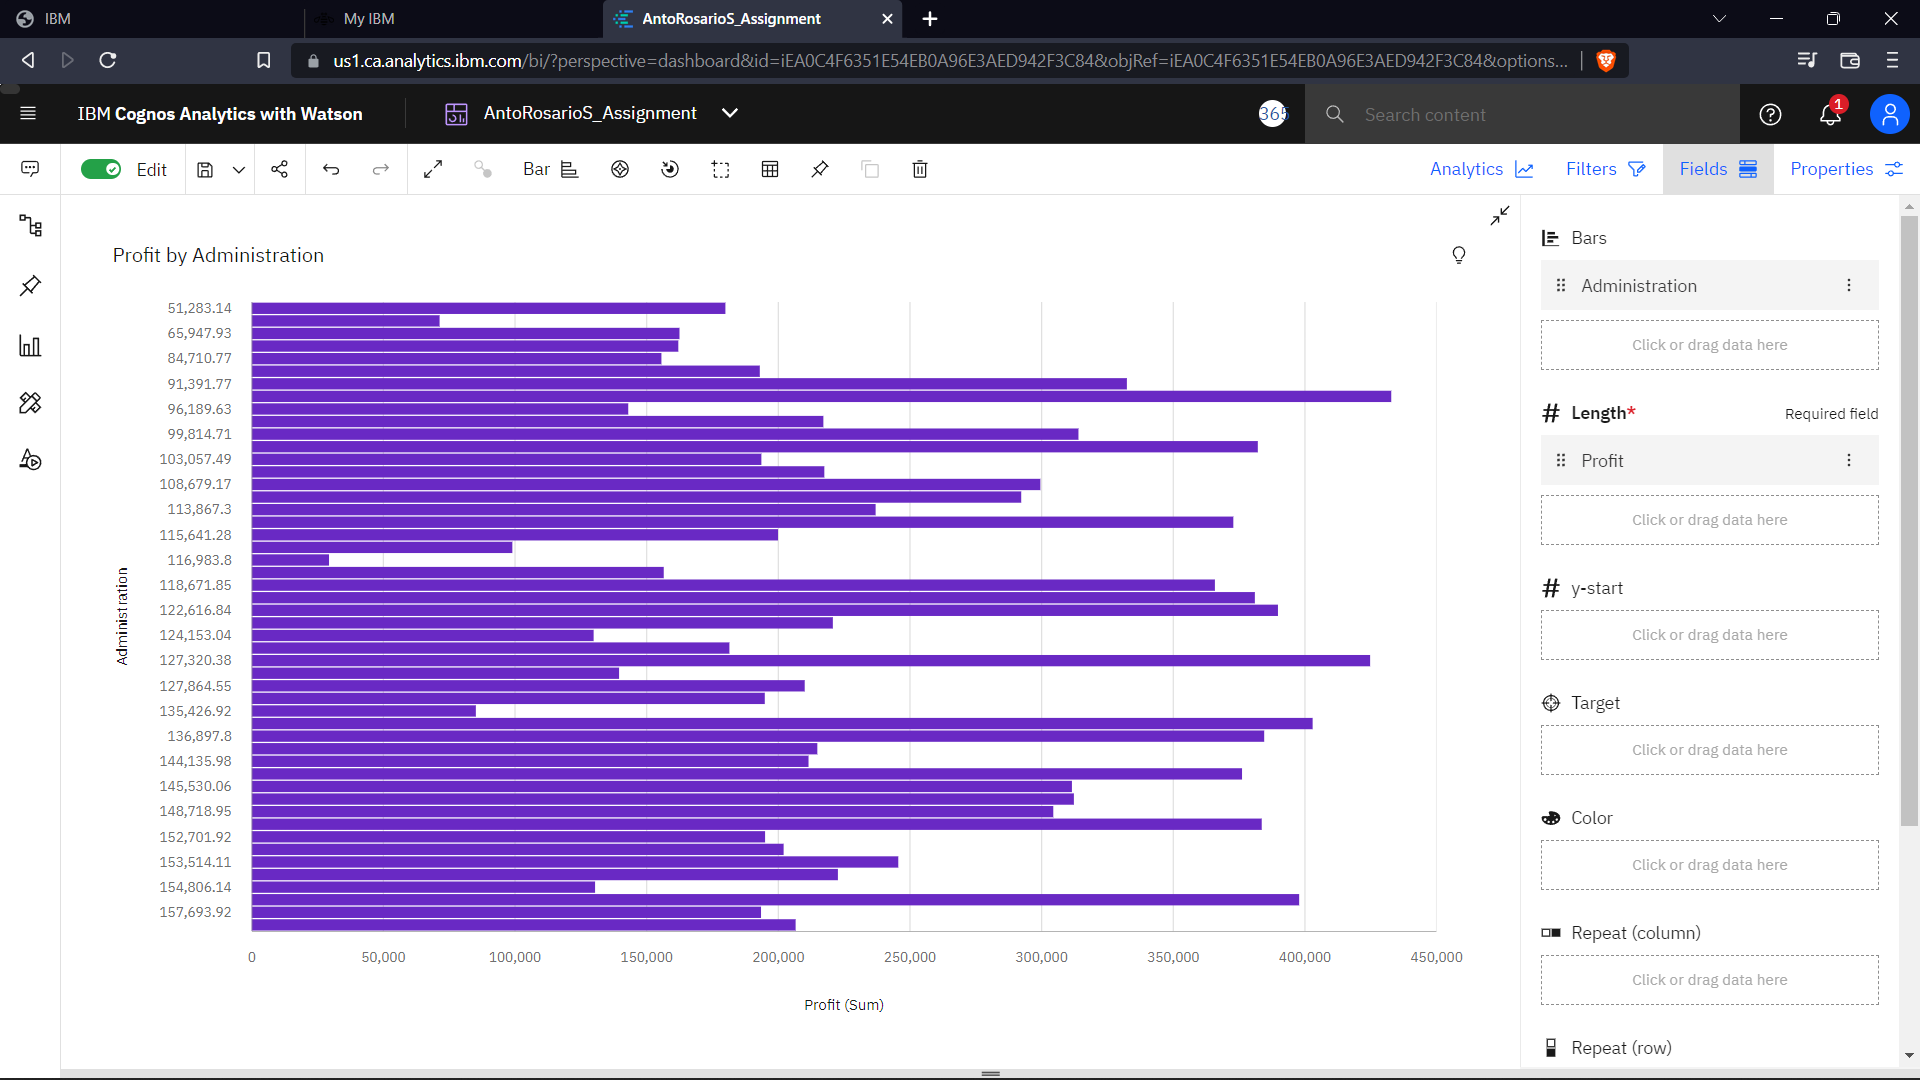 IBM
My IBM
AntoRosarioS_Assignment
us1.ca.analytics.ibm.com/bi/?perspective=dashboard&id=iEA0C4F6351E54EB0A96E3AED942F3C84&objRef=iEA0C4F6351E54EB0A96E3AED942F3C84&options...
IBM Cognos Analytics with Watson
AntoRosarioS_Assignment
365
Search content
1
Edit
Bar
Analytics
Filters
Fields
Properties
Profit by Administration
Administration
51,283.14
65,947.93
84,710.77
91,391.77
96,189.63
99,814.71
103,057.49
108,679.17
113,867.3
115,641.28
116,983.8
118,671.85
122,616.84
124,153.04
127,320.38
127,864.55
135,426.92
136,897.8
144,135.98
145,530.06
148,718.95
152,701.92
153,514.11
154,806.14
157,693.92
0 50,000 100,000 150,000 200,000 250,000 300,000 350,000 400,000 450,000
Profit (Sum)
Bars
Administration
Click or drag data here
Length* Required field
Profit
Click or drag data here
y-start
Click or drag data here
Target
Click or drag data here
Color
Click or drag data here
Repeat (column)
Click or drag data here
Repeat (row)